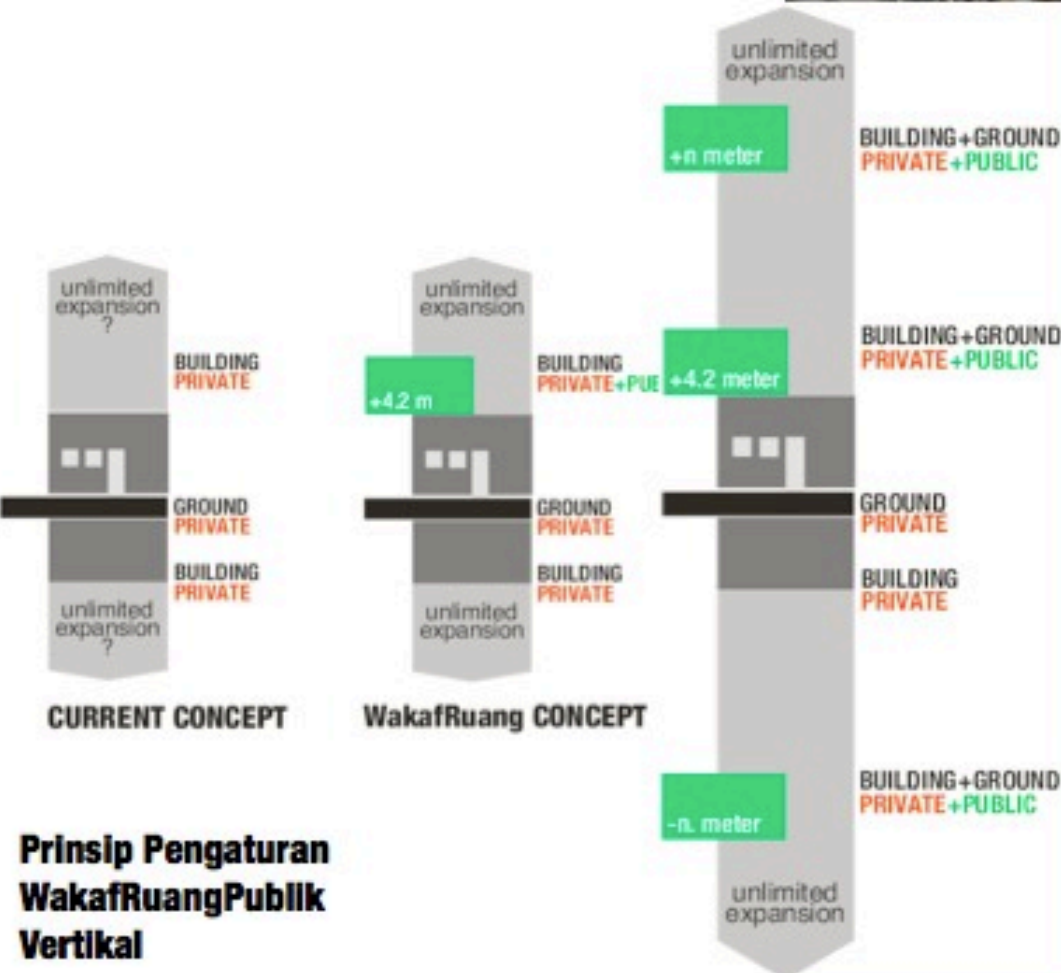 unlimited
expansion
?
BUILDING
PRIVATE
GROUND
PRIVATE
BUILDING
PRIVATE
unlimited
expansion
?
CURRENT CONCEPT
unlimited
expansion
+4.2 m
BUILDING
PRIVATE+PUB
GROUND
PRIVATE
BUILDING
PRIVATE
unlimited
expansion
WakafRuang CONCEPT
unlimited
expansion
+n meter
BUILDING+GROUND
PRIVATE+PUBLIC
+4.2 meter
BUILDING+GROUND
PRIVATE+PUBLIC
GROUND
PRIVATE
BUILDING
PRIVATE
-n. meter
BUILDING+GROUND
PRIVATE+PUBLIC
unlimited
expansion
Prinsip Pengaturan
WakafRuangPublik
Vertikal